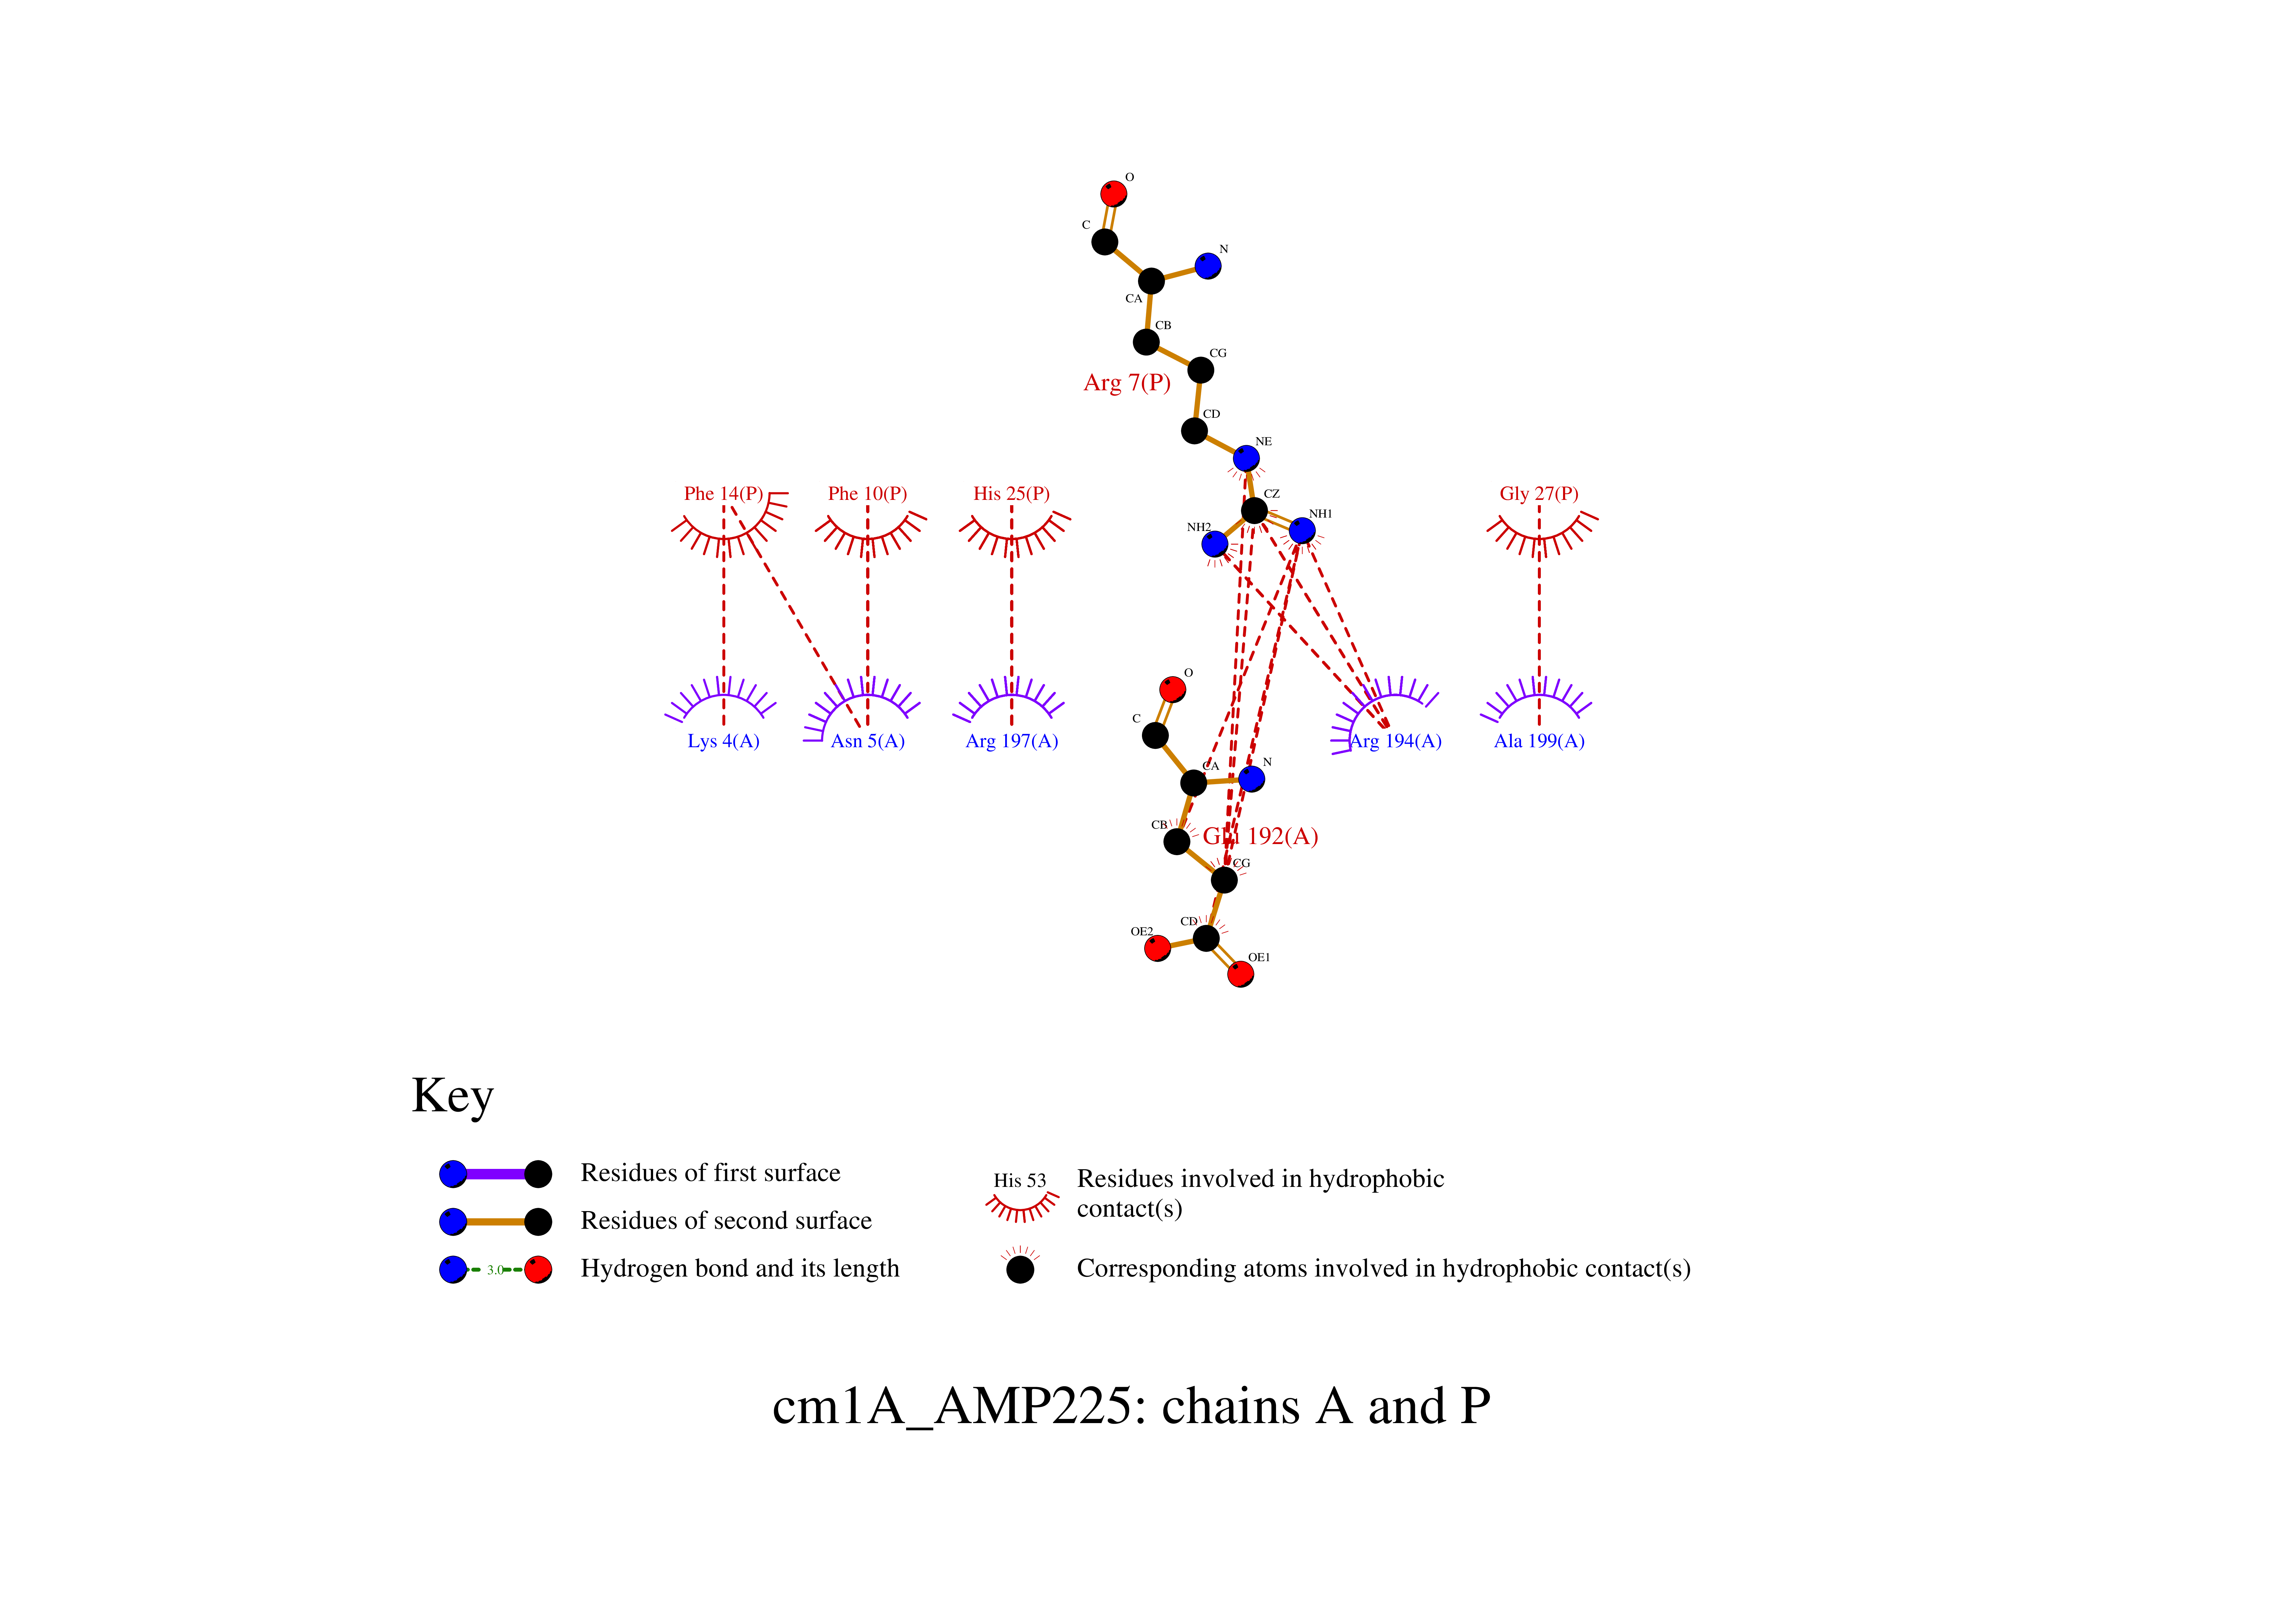 O
C
N
CA
CB
CG
Arg 7(P)
CD
NE
Phe 14(P) Phe 10(P) His 25(P) CZ Gly 27(P)
NH2 NH1
O
C
Lys 4(A) Asn 5(A) Arg 197(A) Arg 194(A) Ala 199(A)
CA N
CB
192(A)
CG
CD
OE2
OE1
Key
Residues of first surface
Residues of second surface
3.0 Hydrogen bond and its length
His 53 Residues involved in hydrophobic
contact(s)
Corresponding atoms involved in hydrophobic contact(s)
cm1A_AMP225: chains A and P